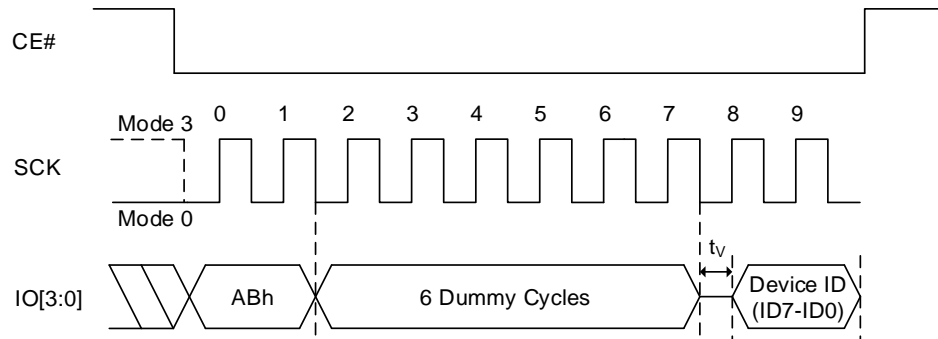 CE#
0 1 2 3 4 5 6 7 8 9
Mode 3
SCK
Mode 0
tV
IO[3:0]
ABh
6 Dummy Cycles
Device ID
(ID7-ID0)